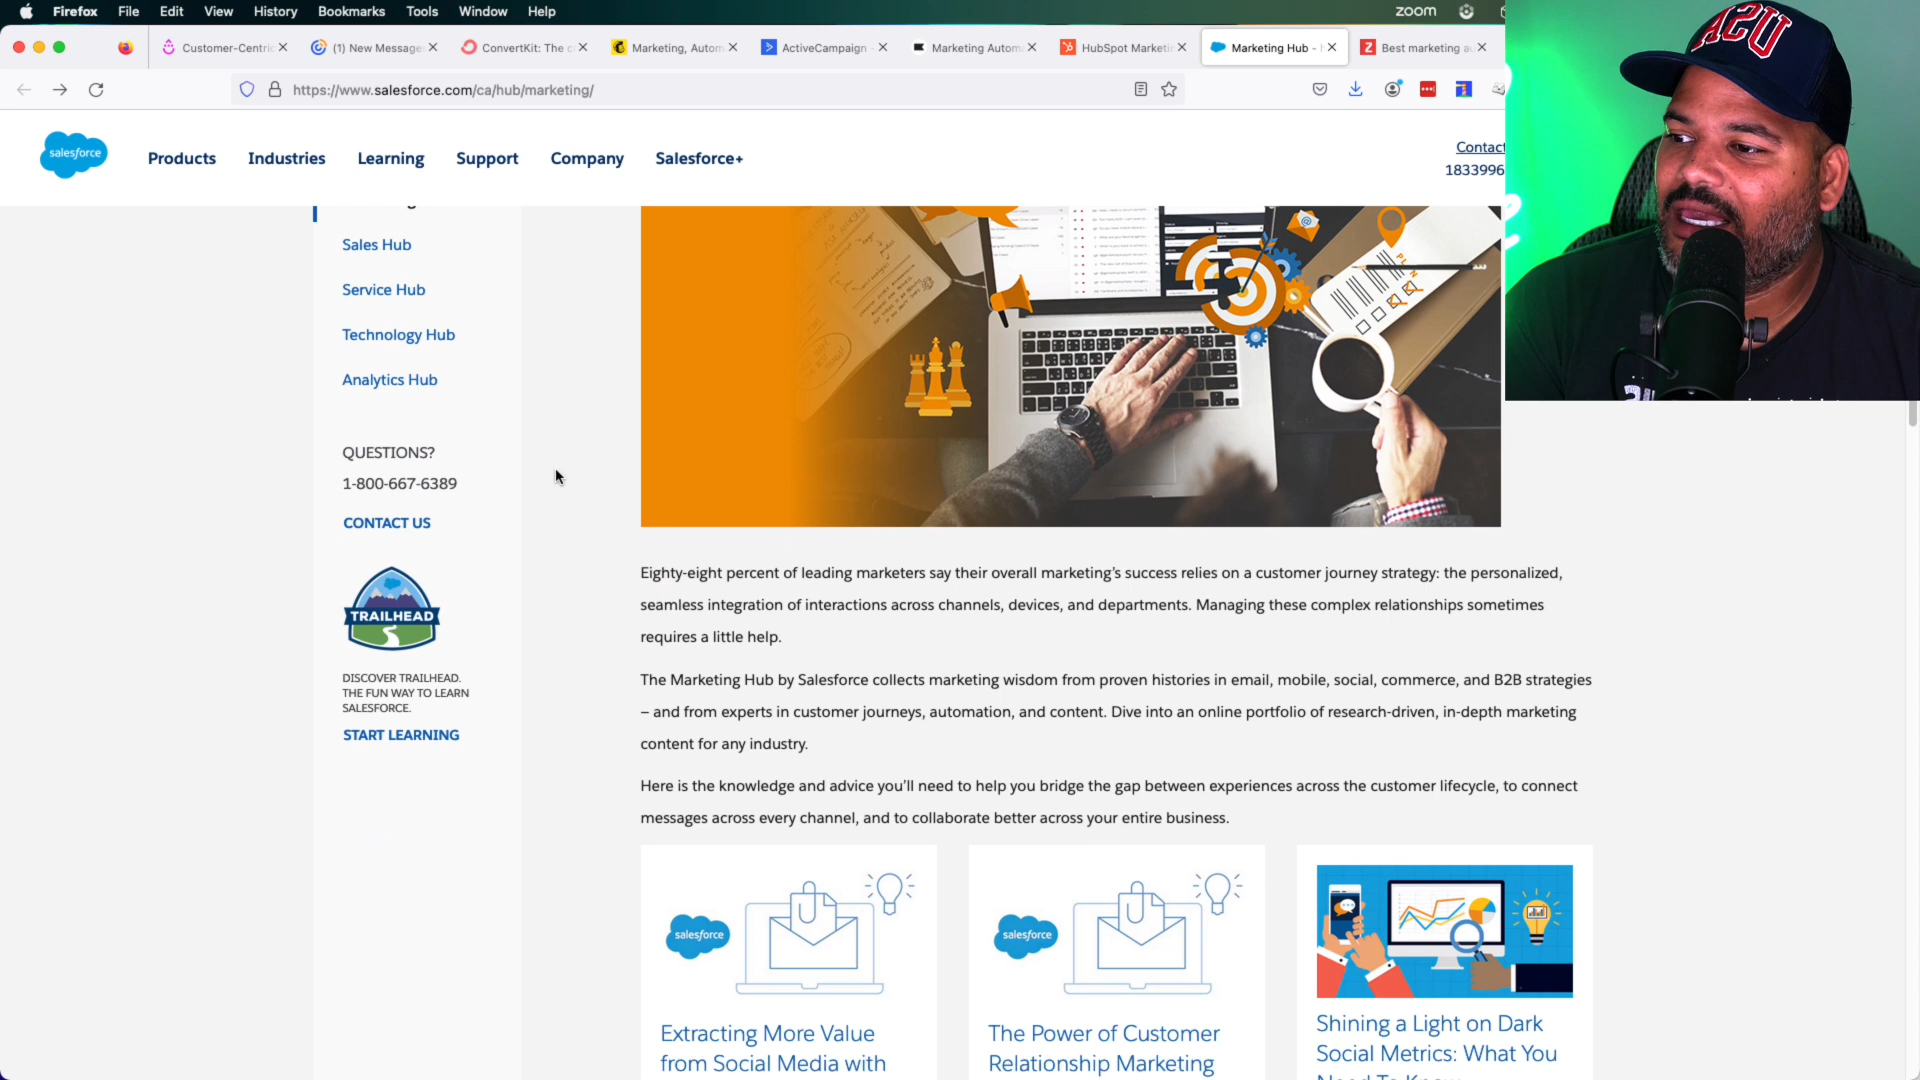 Firefox File Edit View History Bookmarks Tools Window Help
zoom
Customer-Centric
(1) New Message
ConvertKit: The c
Marketing, Autom
ActiveCampaign -
Marketing Autom
HubSpot Marketi
Marketing Hub -
Best marketing au
https://www.salesforce.com/ca/hub/marketing/
salesforce
Products Industries Learning Support Company Salesforce+
Contact
1833996
Sales Hub
Service Hub
Technology Hub
Analytics Hub
QUESTIONS?
1-800-667-6389
CONTACT US
TRAILHEAD
DISCOVER TRAILHEAD.
THE FUN WAY TO LEARN
SALESFORCE.
START LEARNING
PLAN
ASU
Eighty-eight percent of leading marketers say their overall marketing’s success relies on a customer journey strategy: the personalized,
seamless integration of interactions across channels, devices, and departments. Managing these complex relationships sometimes
requires a little help.
The Marketing Hub by Salesforce collects marketing wisdom from proven histories in email, mobile, social, commerce, and B2B strategies
– and from experts in customer journeys, automation, and content. Dive into an online portfolio of research-driven, in-depth marketing
content for any industry.
Here is the knowledge and advice you’ll need to help you bridge the gap between experiences across the customer lifecycle, to connect
messages across every channel, and to collaborate better across your entire business.
salesforce
Extracting More Value
from Social Media with
salesforce
The Power of Customer
Relationship Marketing
Shining a Light on Dark
Social Metrics: What You
Need To Know